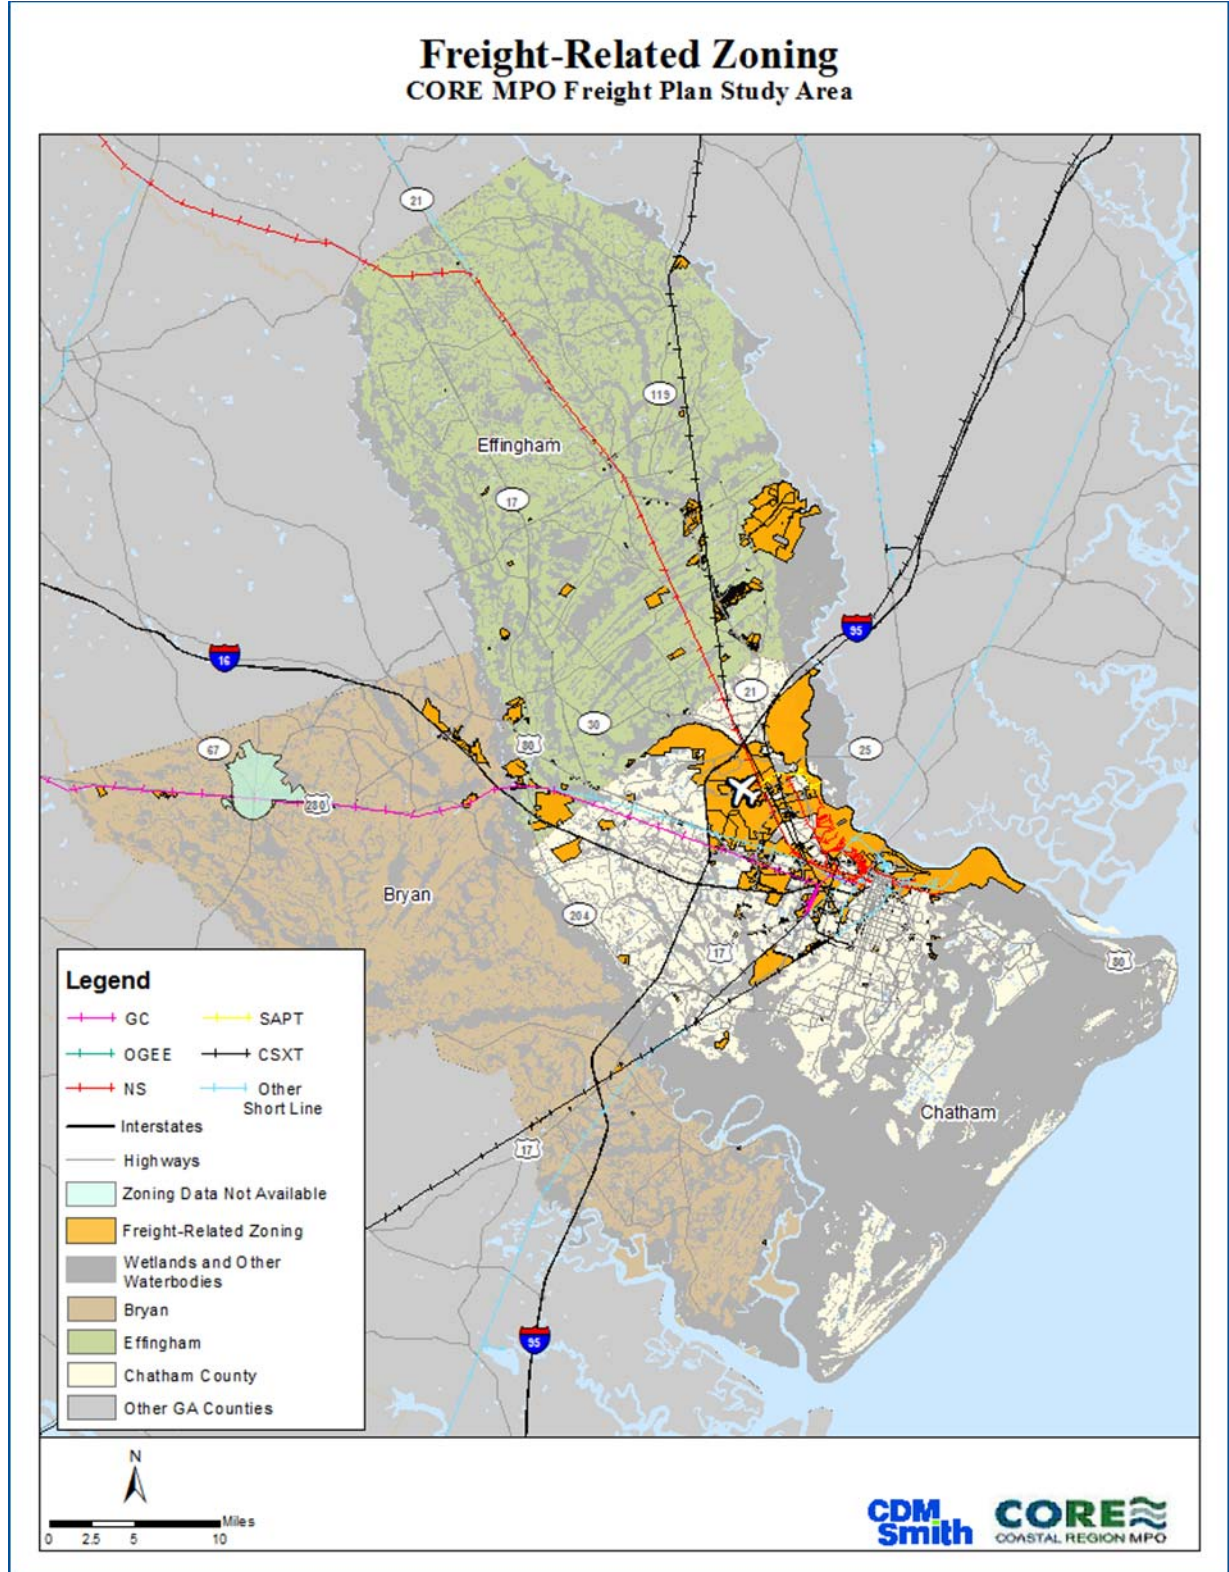 Freight-Related Zoning
CORE MPO Freight Plan Study Area
21
119
Effingham
17
95
16
21
30
80
67
25
280
Bryan
204
17
80
Chatham
17
95
Legend
GC
SAPT
OGEE
CSXT
NS
Other
Short Line
Interstates
Highways
Zoning Data Not Available
Freight-Related Zoning
Wetlands and Other
Waterbodies
Bryan
Effingham
Chatham County
Other GA Counties
N
Miles
0 2.5 5 10
CDM
Smith
CORE
COASTAL REGION MPO